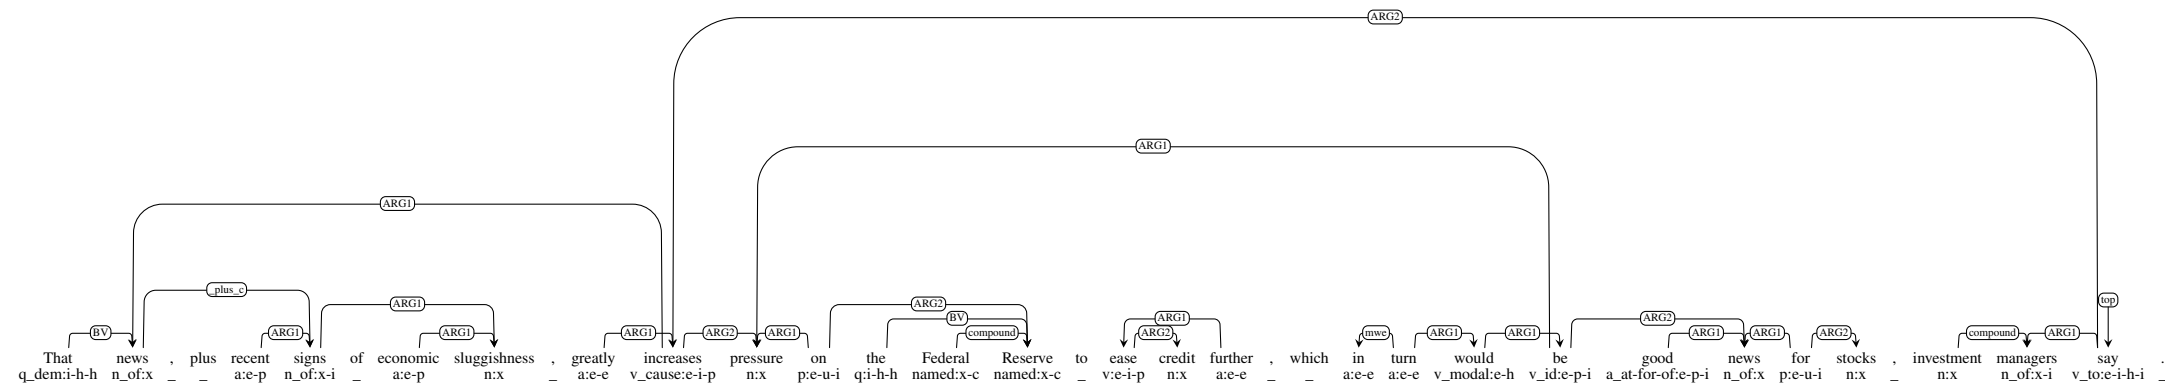 ARG2
ARG1
ARG1
_plus_c
top
ARG1
ARG2
ARG1
BV
ARG2
BV ARG1 ARG1 ARG1 ARG2 ARG1 compound ARG2 mwe ARG1 ARG1 ARG1 ARG1 ARG2 compound ARG1
That news , plus recent signs of economic sluggishness , greatly increases pressure on the Federal Reserve to ease credit further , which in turn would be good news for stocks , investment managers say .
q_dem:i-h-h n_of:x _ _ a:e-p n_of:x-i _ a:e-p n:x _ a:e-e v_cause:e-i-p n:x p:e-u-i q:i-h-h named:x-c named:x-c _ v:e-i-p n:x a:e-e _ _ a:e-e a:e-e v_modal:e-h v_id:e-p-i a_at-for-of:e-p-i n_of:x p:e-u-i n:x _ n:x n_of:x-i v_to:e-i-h-i _